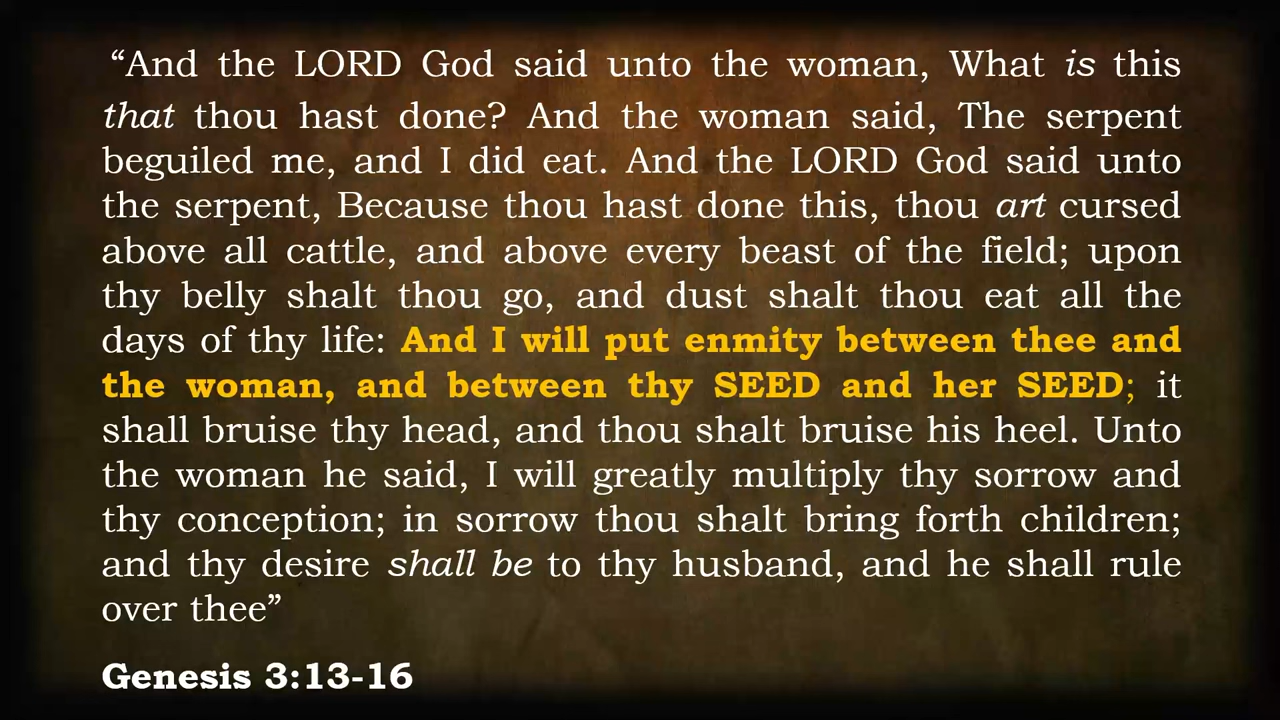 “And the LORD God said unto the woman, What is this
that thou hast done? And the woman said, The serpent
beguiled me, and I did eat. And the LORD God said unto
the serpent, Because thou hast done this, thou art cursed
above all cattle, and above every beast of the field; upon
thy belly shalt thou go, and dust shalt thou eat all the
days of thy life: And I will put enmity between thee and
the woman, and between thy SEED and her SEED; it
shall bruise thy head, and thou shalt bruise his heel. Unto
the woman he said, I will greatly multiply thy sorrow and
thy conception; in sorrow thou shalt bring forth children;
and thy desire shall be to thy husband, and he shall rule
over thee”
Genesis 3:13-16